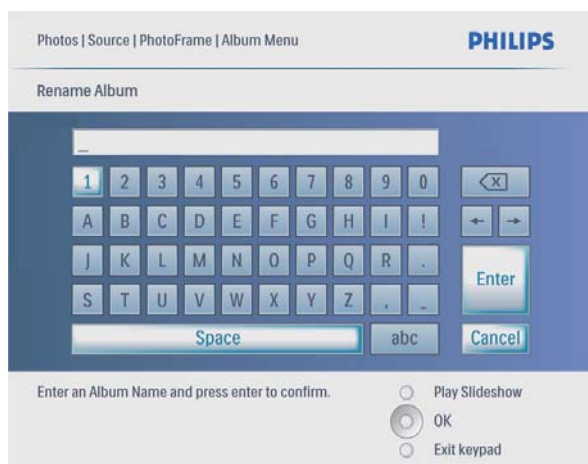 Photos | Source | PhotoFrame | Album Menu
PHILIPS
Rename Album
_
1 2 3 4 5 6 7 8 9 0
A B C D E F G H I !
J K L M N O P Q R .
Enter
S T U V W X Y Z , _
Space abc Cancel
Enter an Album Name and press enter to confirm.
Play Slideshow
OK
Exit keypad